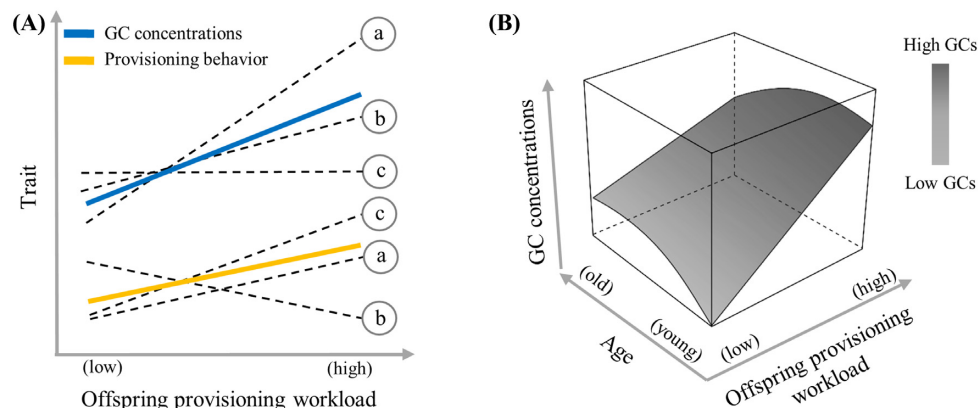 (A)
GC concentrations
Provisioning behavior
a
b
c
c
a
b
Trait
(low)
(high)
Offspring provisioning workload
(B)
High GCs
Low GCs
GC concentrations
(old)
(young)
Age
(low)
(high)
Offspring provisioning
workload